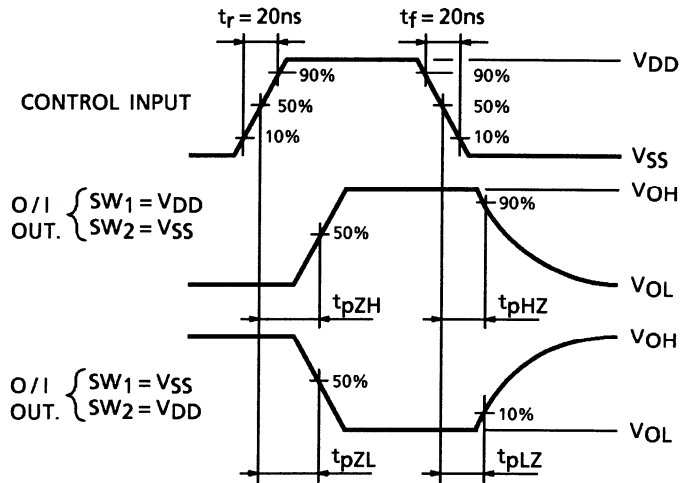 tr = 20ns tf = 20ns
VDD
90% 90%
CONTROL INPUT 50% 50%
10% 10%
VSS
VOH
O/I { SW1 = VDD 90%
OUT. { SW2 = VSS 50%
tpZH tpHZ VOL
VOH
O/I { SW1 = VSS 50%
OUT. { SW2 = VDD 10%
VOL
tpZL tpLZ